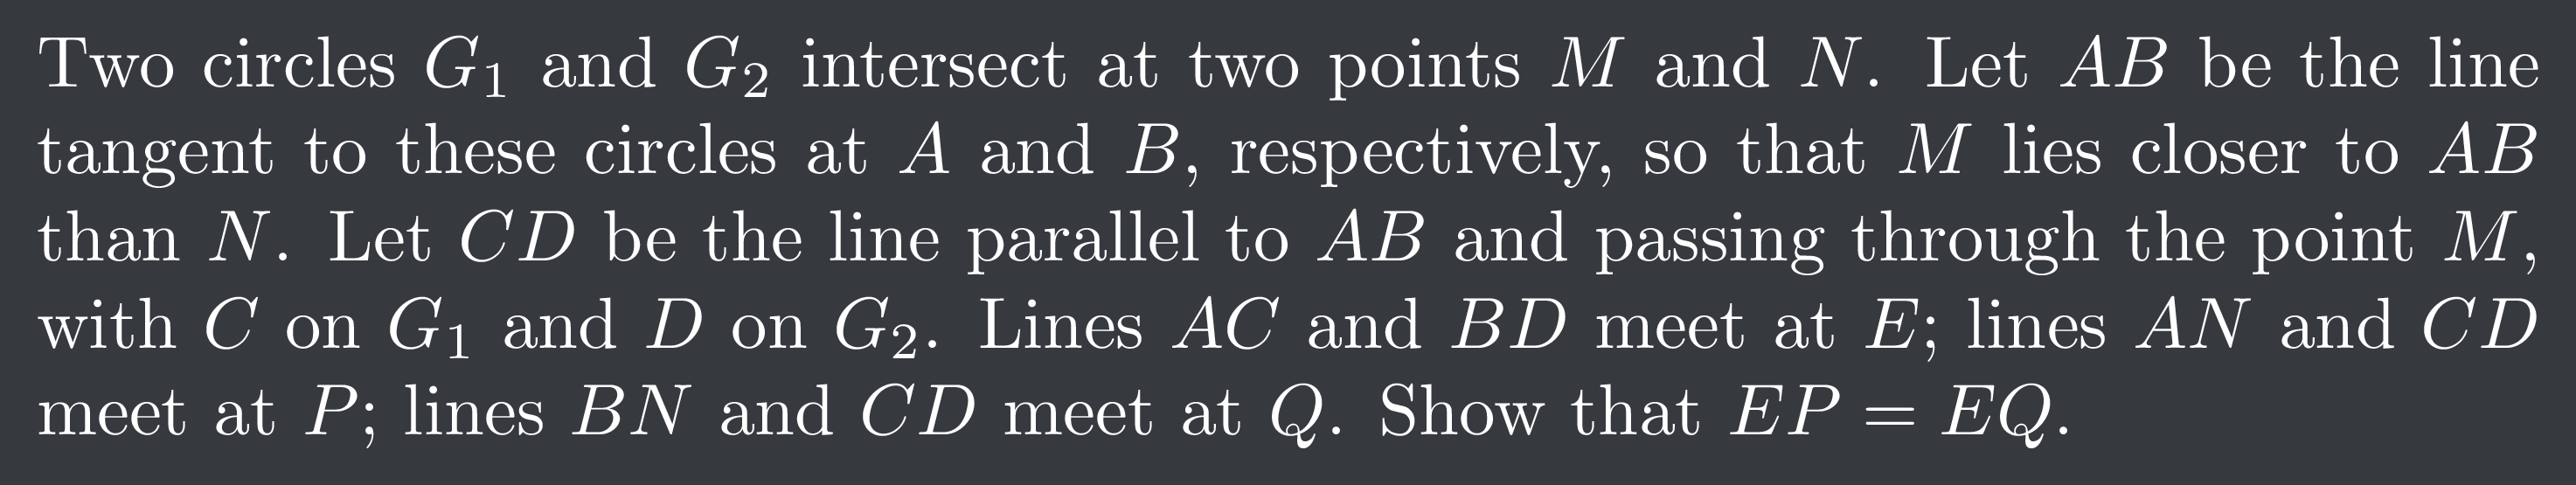 Two circles G₁ and G₂ intersect at two points M and N. Let AB be the line
tangent to these circles at A and B, respectively, so that M lies closer to AB
than N. Let CD be the line parallel to AB and passing through the point M,
with C on G₁ and D on G₂. Lines AC and BD meet at E; lines AN and CD
meet at P; lines BN and CD meet at Q. Show that EP = EQ.